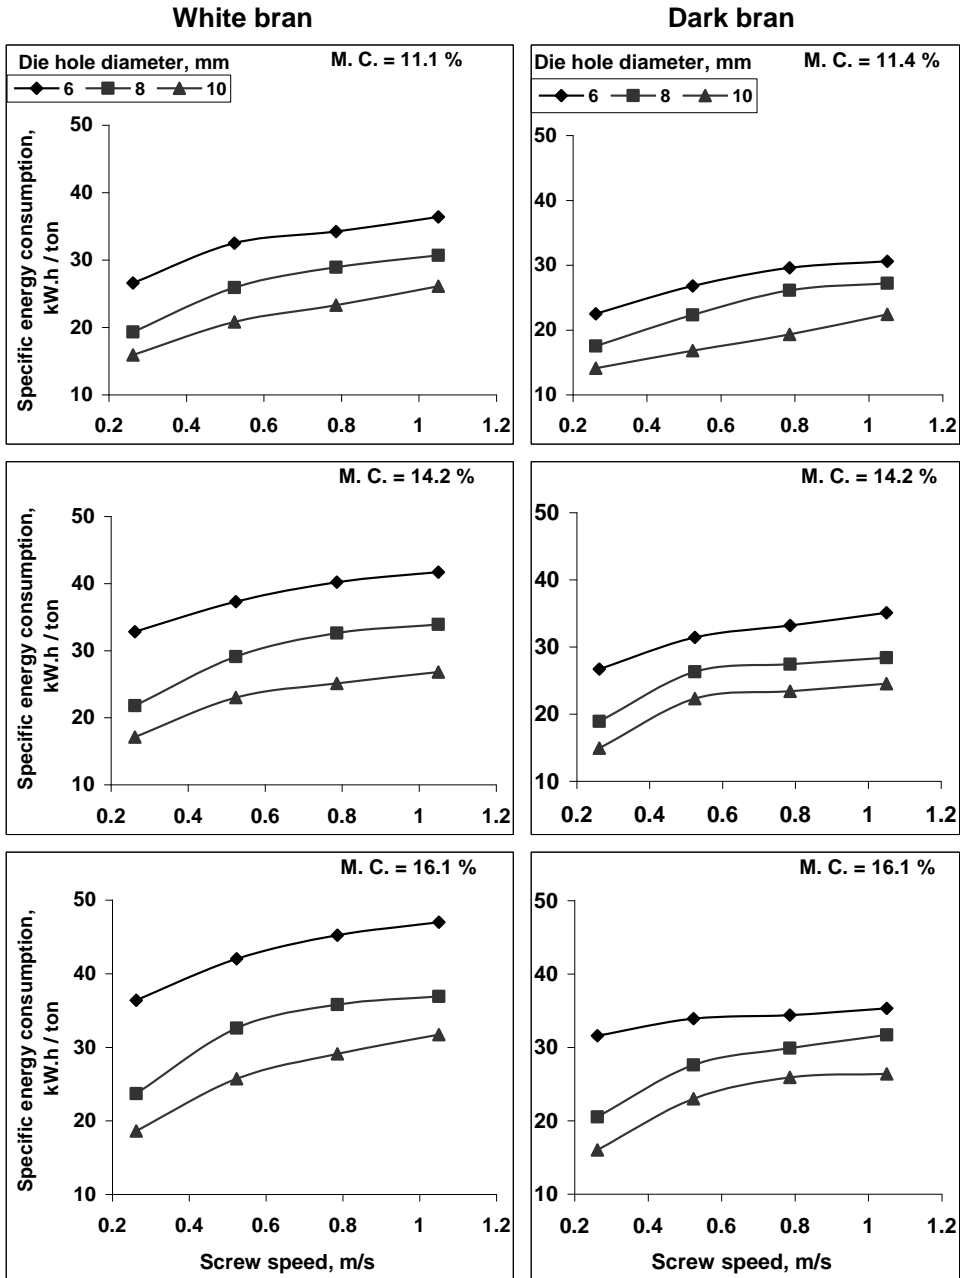 White bran
Dark bran
Die hole diameter, mm
M. C. = 11.1 %
6 8 10
Specific energy consumption,
kW.h / ton
50
40
30
20
10
0.2 0.4 0.6 0.8 1 1.2
Die hole diameter, mm
M. C. = 11.4 %
6 8 10
50
40
30
20
10
0.2 0.4 0.6 0.8 1 1.2
M. C. = 14.2 %
Specific energy consumption,
kW.h / ton
50
40
30
20
10
0.2 0.4 0.6 0.8 1 1.2
M. C. = 14.2 %
50
40
30
20
10
0.2 0.4 0.6 0.8 1 1.2
M. C. = 16.1 %
Specific energy consumption,
kW.h / ton
50
40
30
20
10
0.2 0.4 0.6 0.8 1 1.2
Screw speed, m/s
M. C. = 16.1 %
50
40
30
20
10
0.2 0.4 0.6 0.8 1 1.2
Screw speed, m/s